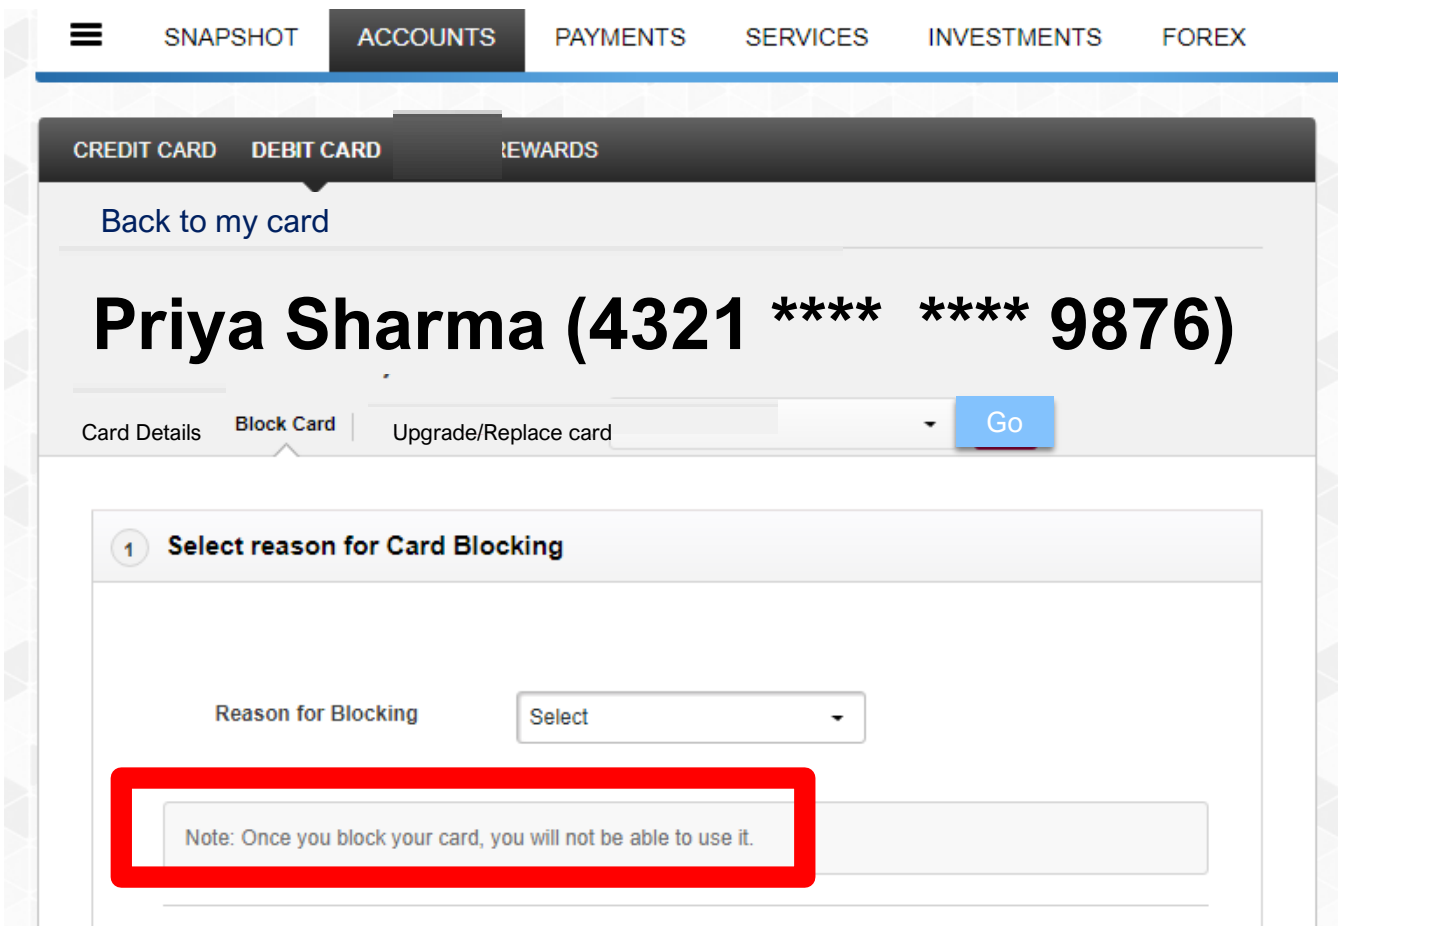 SNAPSHOT ACCOUNTS PAYMENTS SERVICES INVESTMENTS FOREX
CREDIT CARD DEBIT CARD EWARDS
Back to my card
Priya Sharma (4321 **** **** 9876)
Card Details Block Card Upgrade/Replace card Go
1 Select reason for Card Blocking
Reason for Blocking Select
Note: Once you block your card, you will not be able to use it.